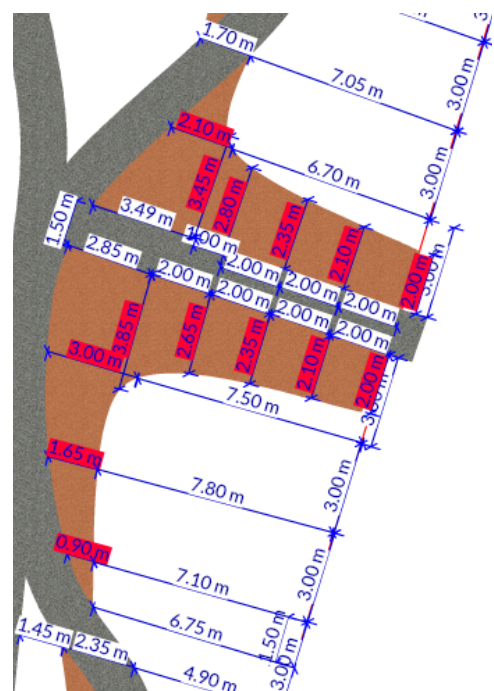 1.70 m
7.05 m
3.00 m
2.10 m
6.70 m
3.00 m
3.45 m
2.80 m
1.50 m
3.49 m
2.35 m
2.10 m
1.00 m
2.00 m
2.85 m
2.00 m
2.00 m
2.00 m
2.00 m
2.00 m
2.00 m
2.00 m
3.85 m
2.65 m
3.00 m
2.35 m
2.10 m
2.00 m
7.50 m
1.65 m
7.80 m
3.00 m
0.90 m
7.10 m
3.00 m
6.75 m
1.50 m
1.45 m
2.35 m
4.90 m
3.00 m